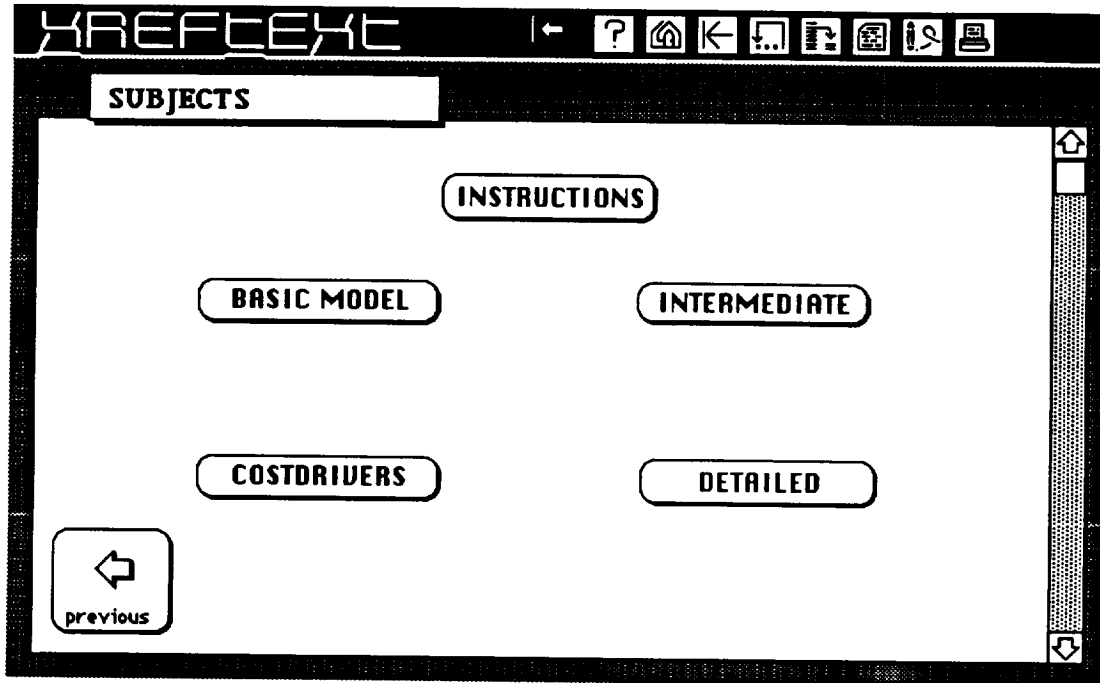 XREFTEXT
?
SUBJECTS
INSTRUCTIONS
BASIC MODEL
INTERMEDIATE
COSTDRIVERS
DETAILED
previous